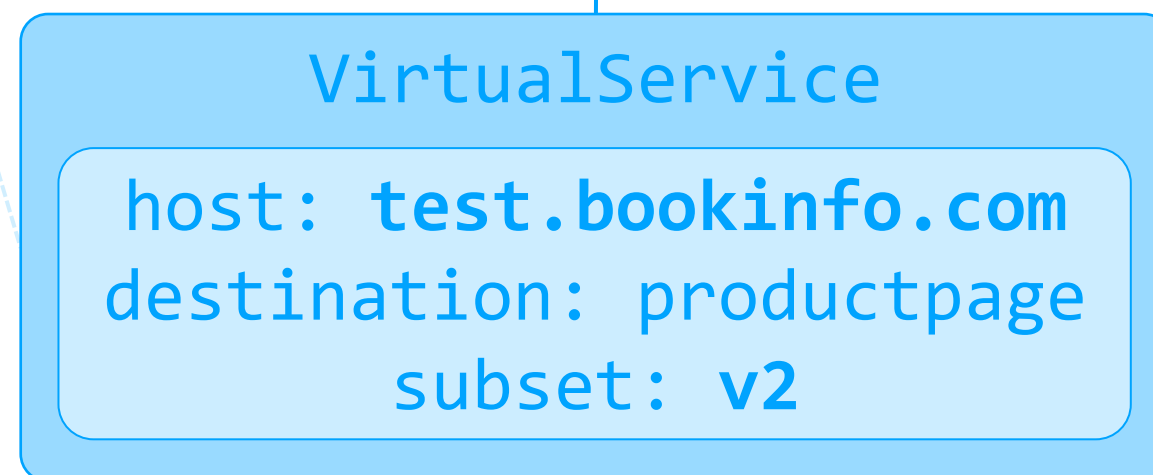 VirtualService
host: test.bookinfo.com
destination: productpage
subset: v2